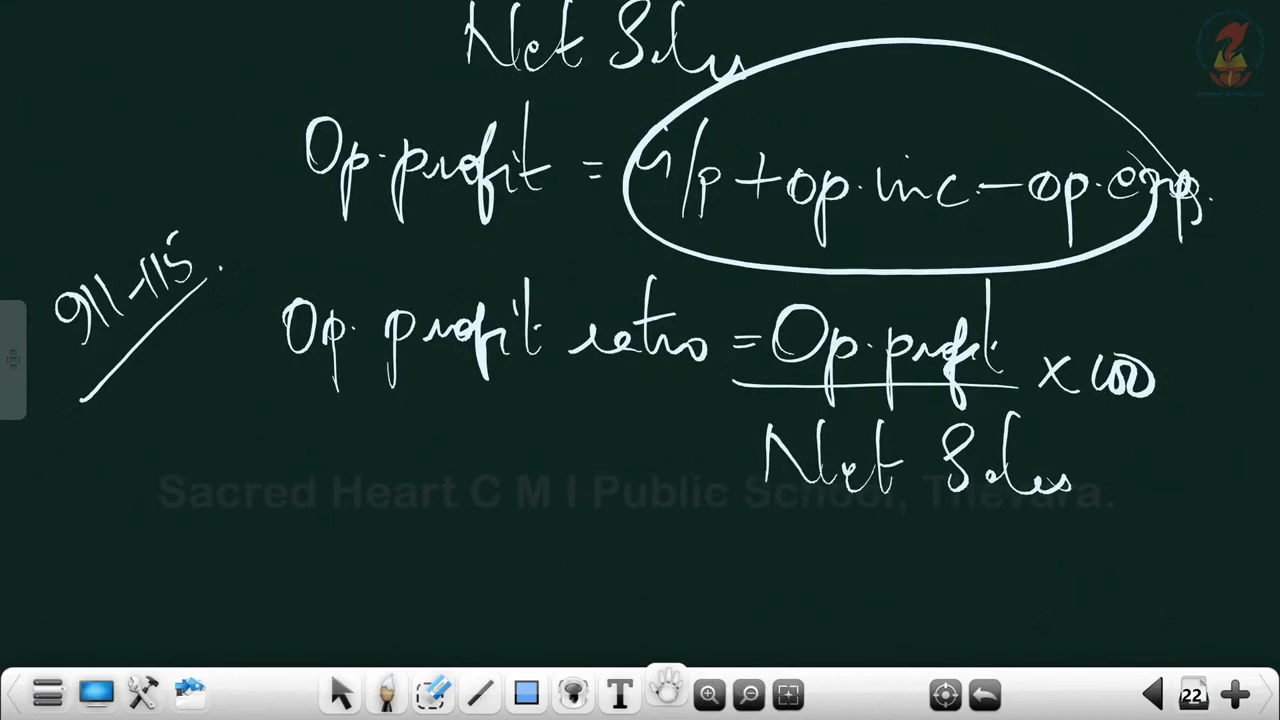 Net Sales
Op. profit = G/p + op. inc. - op. exp.
911-115.
Op. profit ratio = Op. profit × 100
Net Sales
Sacred Heart C M I Public School, Thevara.
22